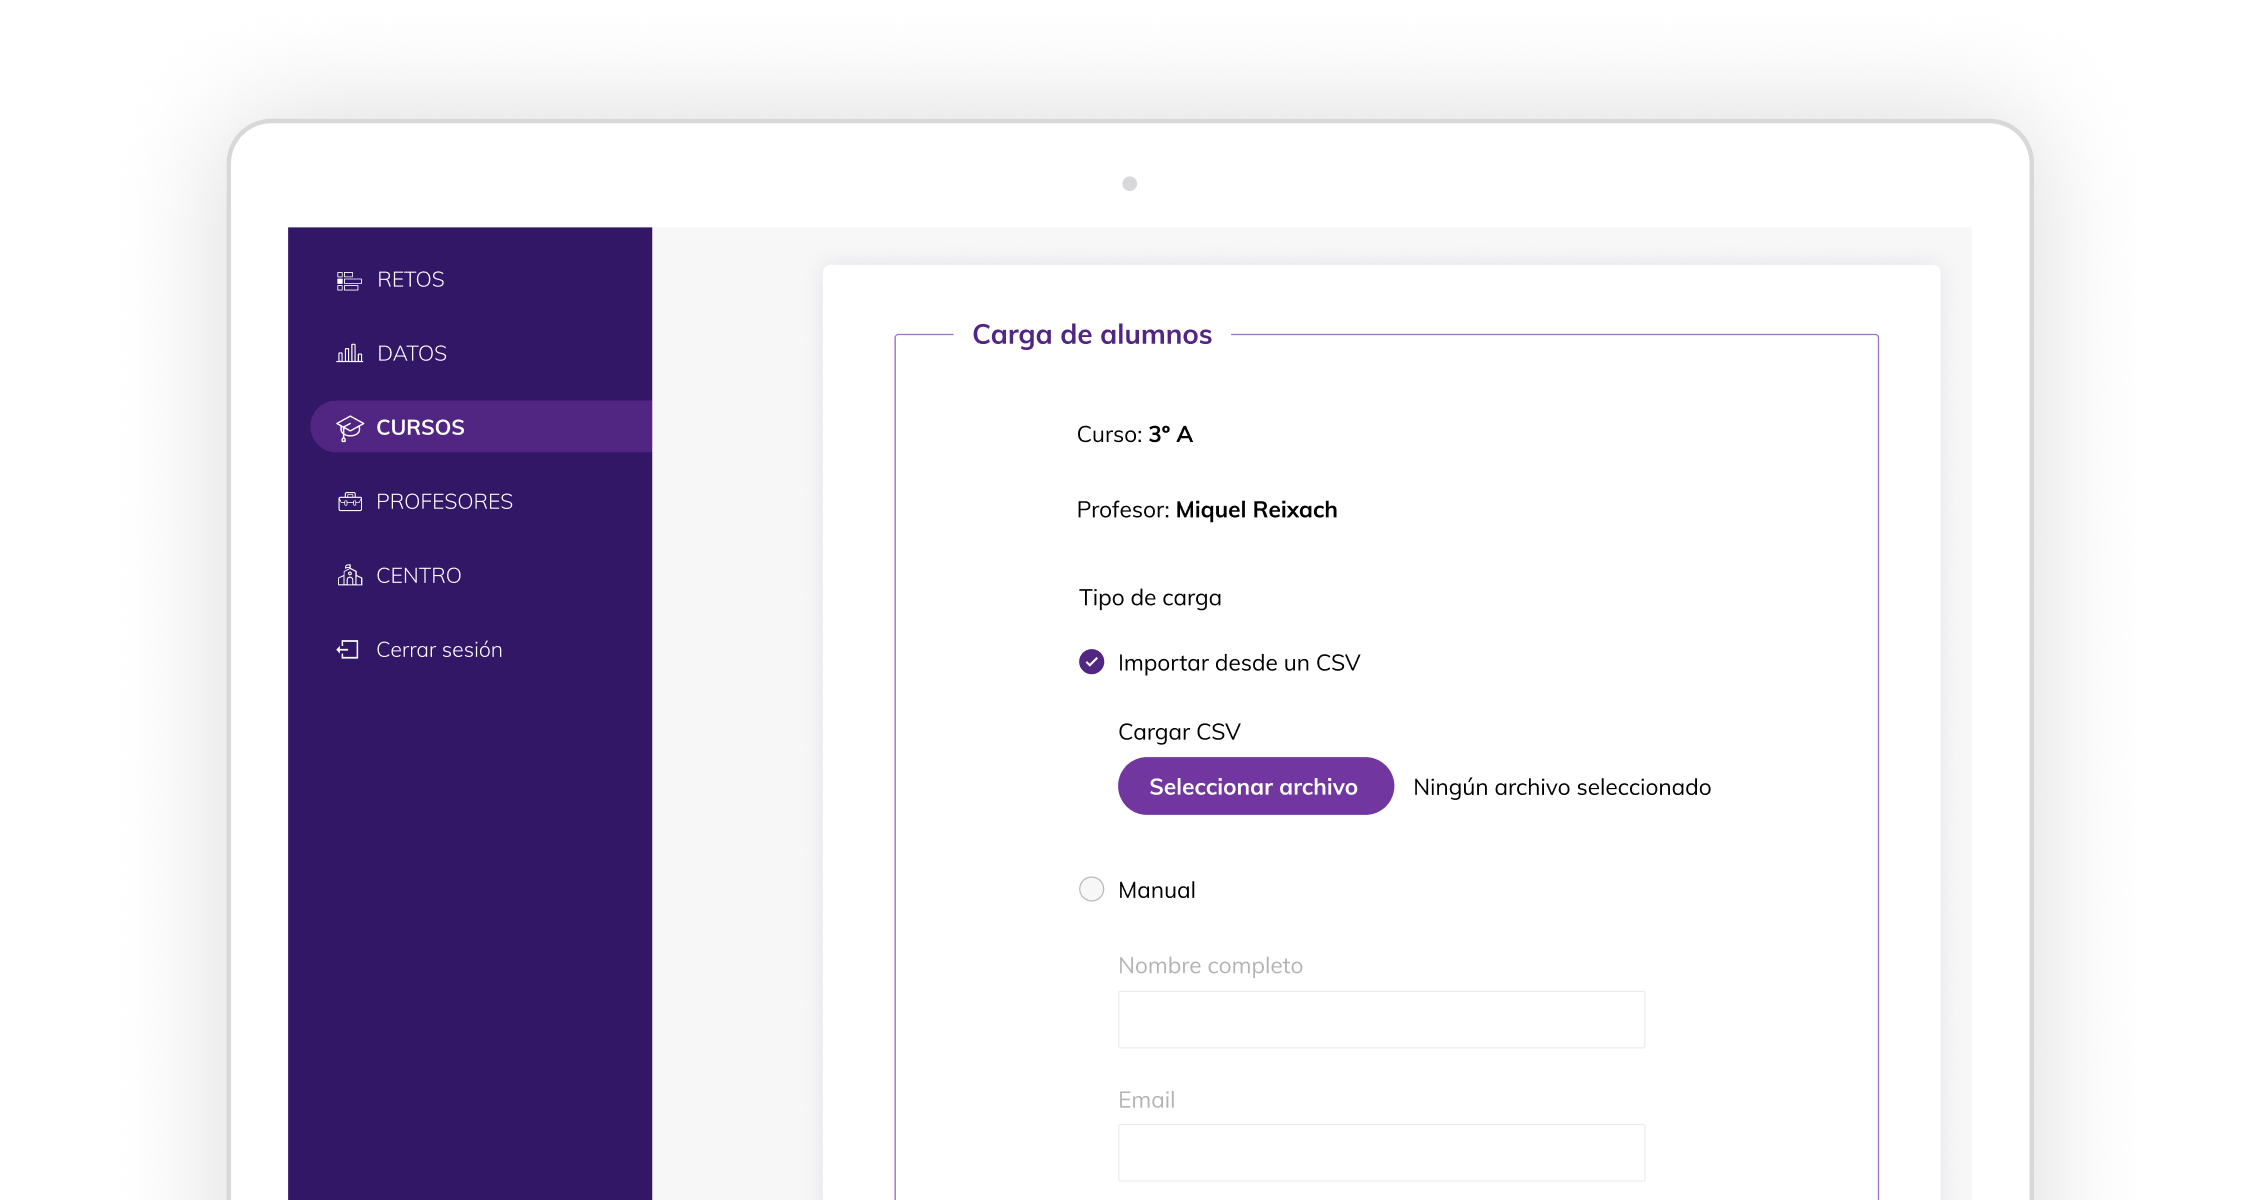 RETOS
DATOS
CURSOS
PROFESORES
CENTRO
Cerrar sesión
Carga de alumnos
Curso: 3º A
Profesor: Miquel Reixach
Tipo de carga
Importar desde un CSV
Cargar CSV
Seleccionar archivo Ningún archivo seleccionado
Manual
Nombre completo
Email